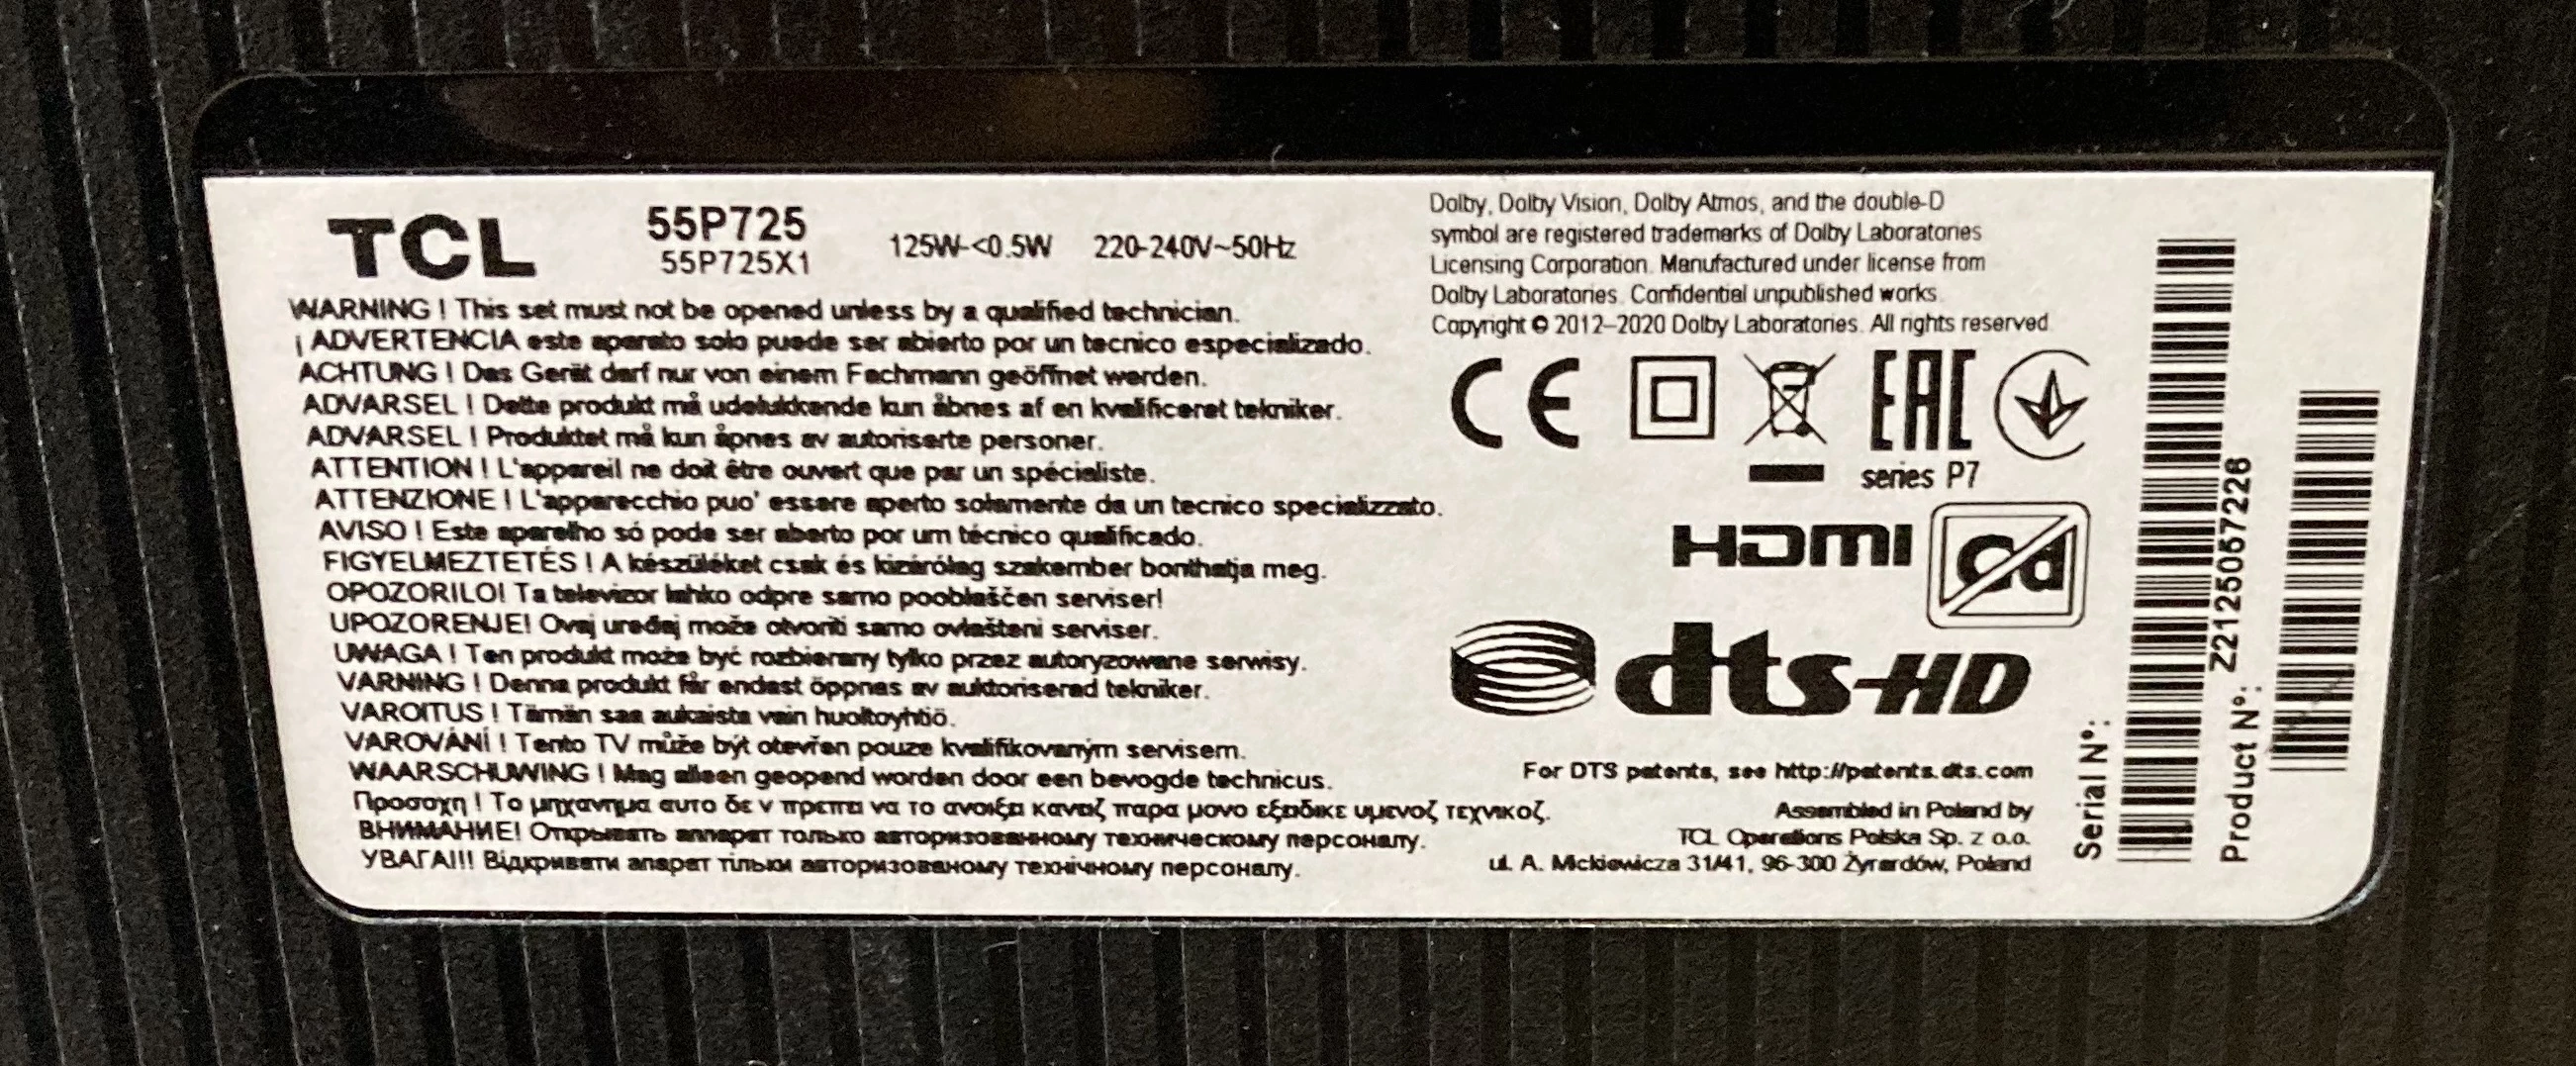 TCL
55P725
55P725X1
125W-<0.5W 220-240V~50Hz
WARNING ! This set must not be opened unless by a qualified technician.
¡ ADVERTENCIA este aparato solo puede ser abierto por un tecnico especializado.
ACHTUNG ! Das Gerät darf nur von einem Fachmann geöffnet werden.
ADVARSEL ! Dette produkt må udelukkende kun åbnes af en kvalificeret tekniker.
ADVARSEL ! Produktet må kun åpnes av autoriserte personer.
ATTENTION ! L'appareil ne doit être ouvert que par un spécialiste.
ATTENZIONE ! L'apparecchio puo' essere aperto solamente da un tecnico specializzato.
AVISO ! Este aparelho só pode ser aberto por um técnico qualificado.
FIGYELMEZTETÉS ! A készüléket csak és kizárólag szakember bonthatja meg.
OPOZORILO! Ta televizor lahko odpre samo pooblaščen serviser!
UPOZORENJE! Ovaj uređaj može otvoriti samo ovlašteni serviser.
UWAGA ! Ten produkt może być rozbierany tylko przez autoryzowane serwisy.
VARNING ! Denna produkt får endast öppnas av auktoriserad tekniker.
VAROITUS ! Tämän saa aukaista vain huoltoyhtiö.
VAROVÁNÍ ! Tento TV může být otevřen pouze kvalifikovaným servisem.
WAARSCHUWING ! Mag alleen geopend worden door een bevogde technicus.
Προσοχη ! Το μηχανημα αυτο δε ν πρεπει να το ανοιξει κανεις παρα μονο εξειδικε υμενοζ τεχνικοζ.
ВНИМАНИЕ! Открывать аппарат только авторизованному техническому персоналу.
УВАГА!!! Відкривати апарат тільки авторизованому технічному персоналу.
Dolby, Dolby Vision, Dolby Atmos, and the double-D
symbol are registered trademarks of Dolby Laboratories
Licensing Corporation. Manufactured under license from
Dolby Laboratories. Confidential unpublished works.
Copyright © 2012–2020 Dolby Laboratories. All rights reserved.
CE EAC
series P7
HDMI Cd
dts-HD
For DTS patents, see http://patents.dts.com
Assembled in Poland by
TCL Operations Polska Sp. z o.o.
ul. A. Mickiewicza 31/41, 96-300 Żyrardów, Poland
Serial N°:
Product N°: Z2125067226